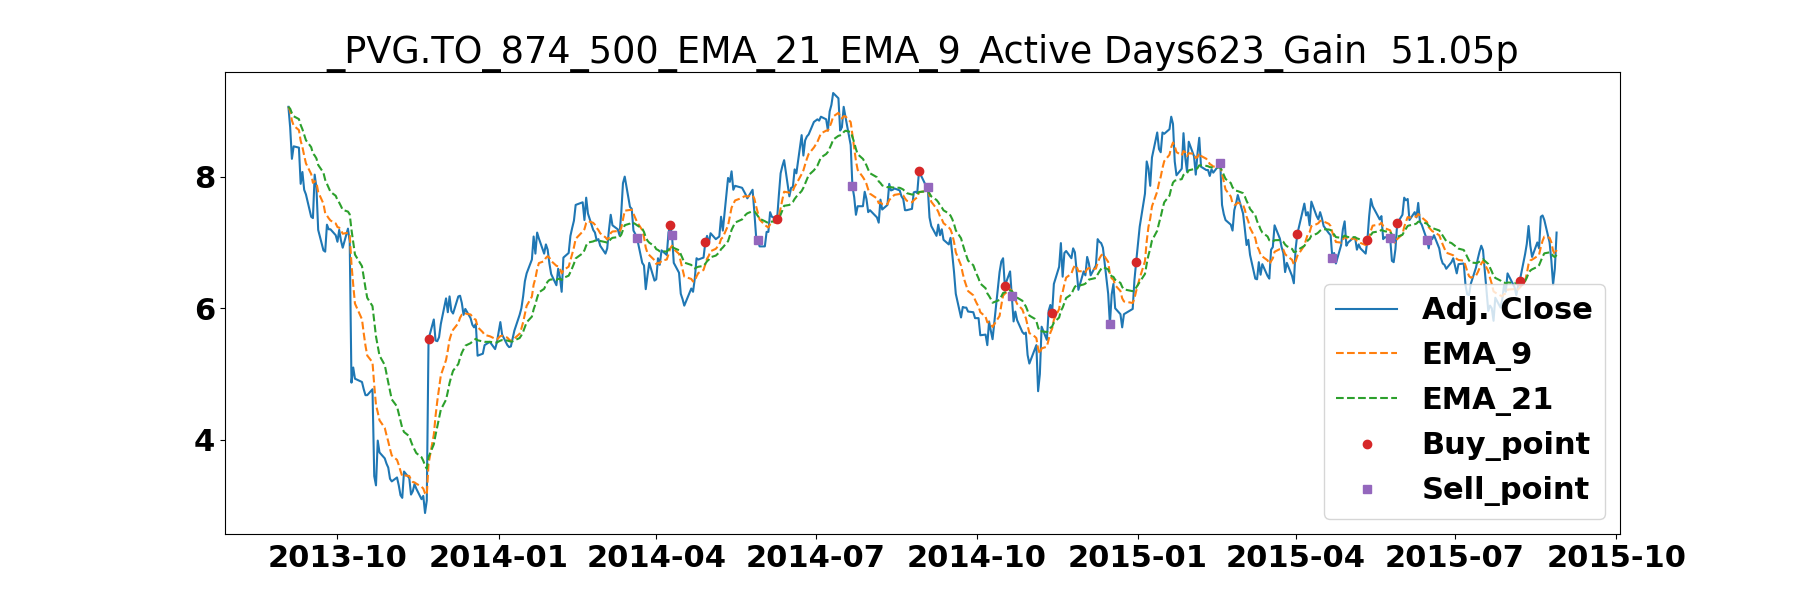 _PVG.TO_874_500_EMA_21_EMA_9_Active Days623_Gain  51.05p
8
6
4
Adj. Close
EMA_9
EMA_21
Buy_point
Sell_point
2013-10 2014-01 2014-04 2014-07 2014-10 2015-01 2015-04 2015-07 2015-10